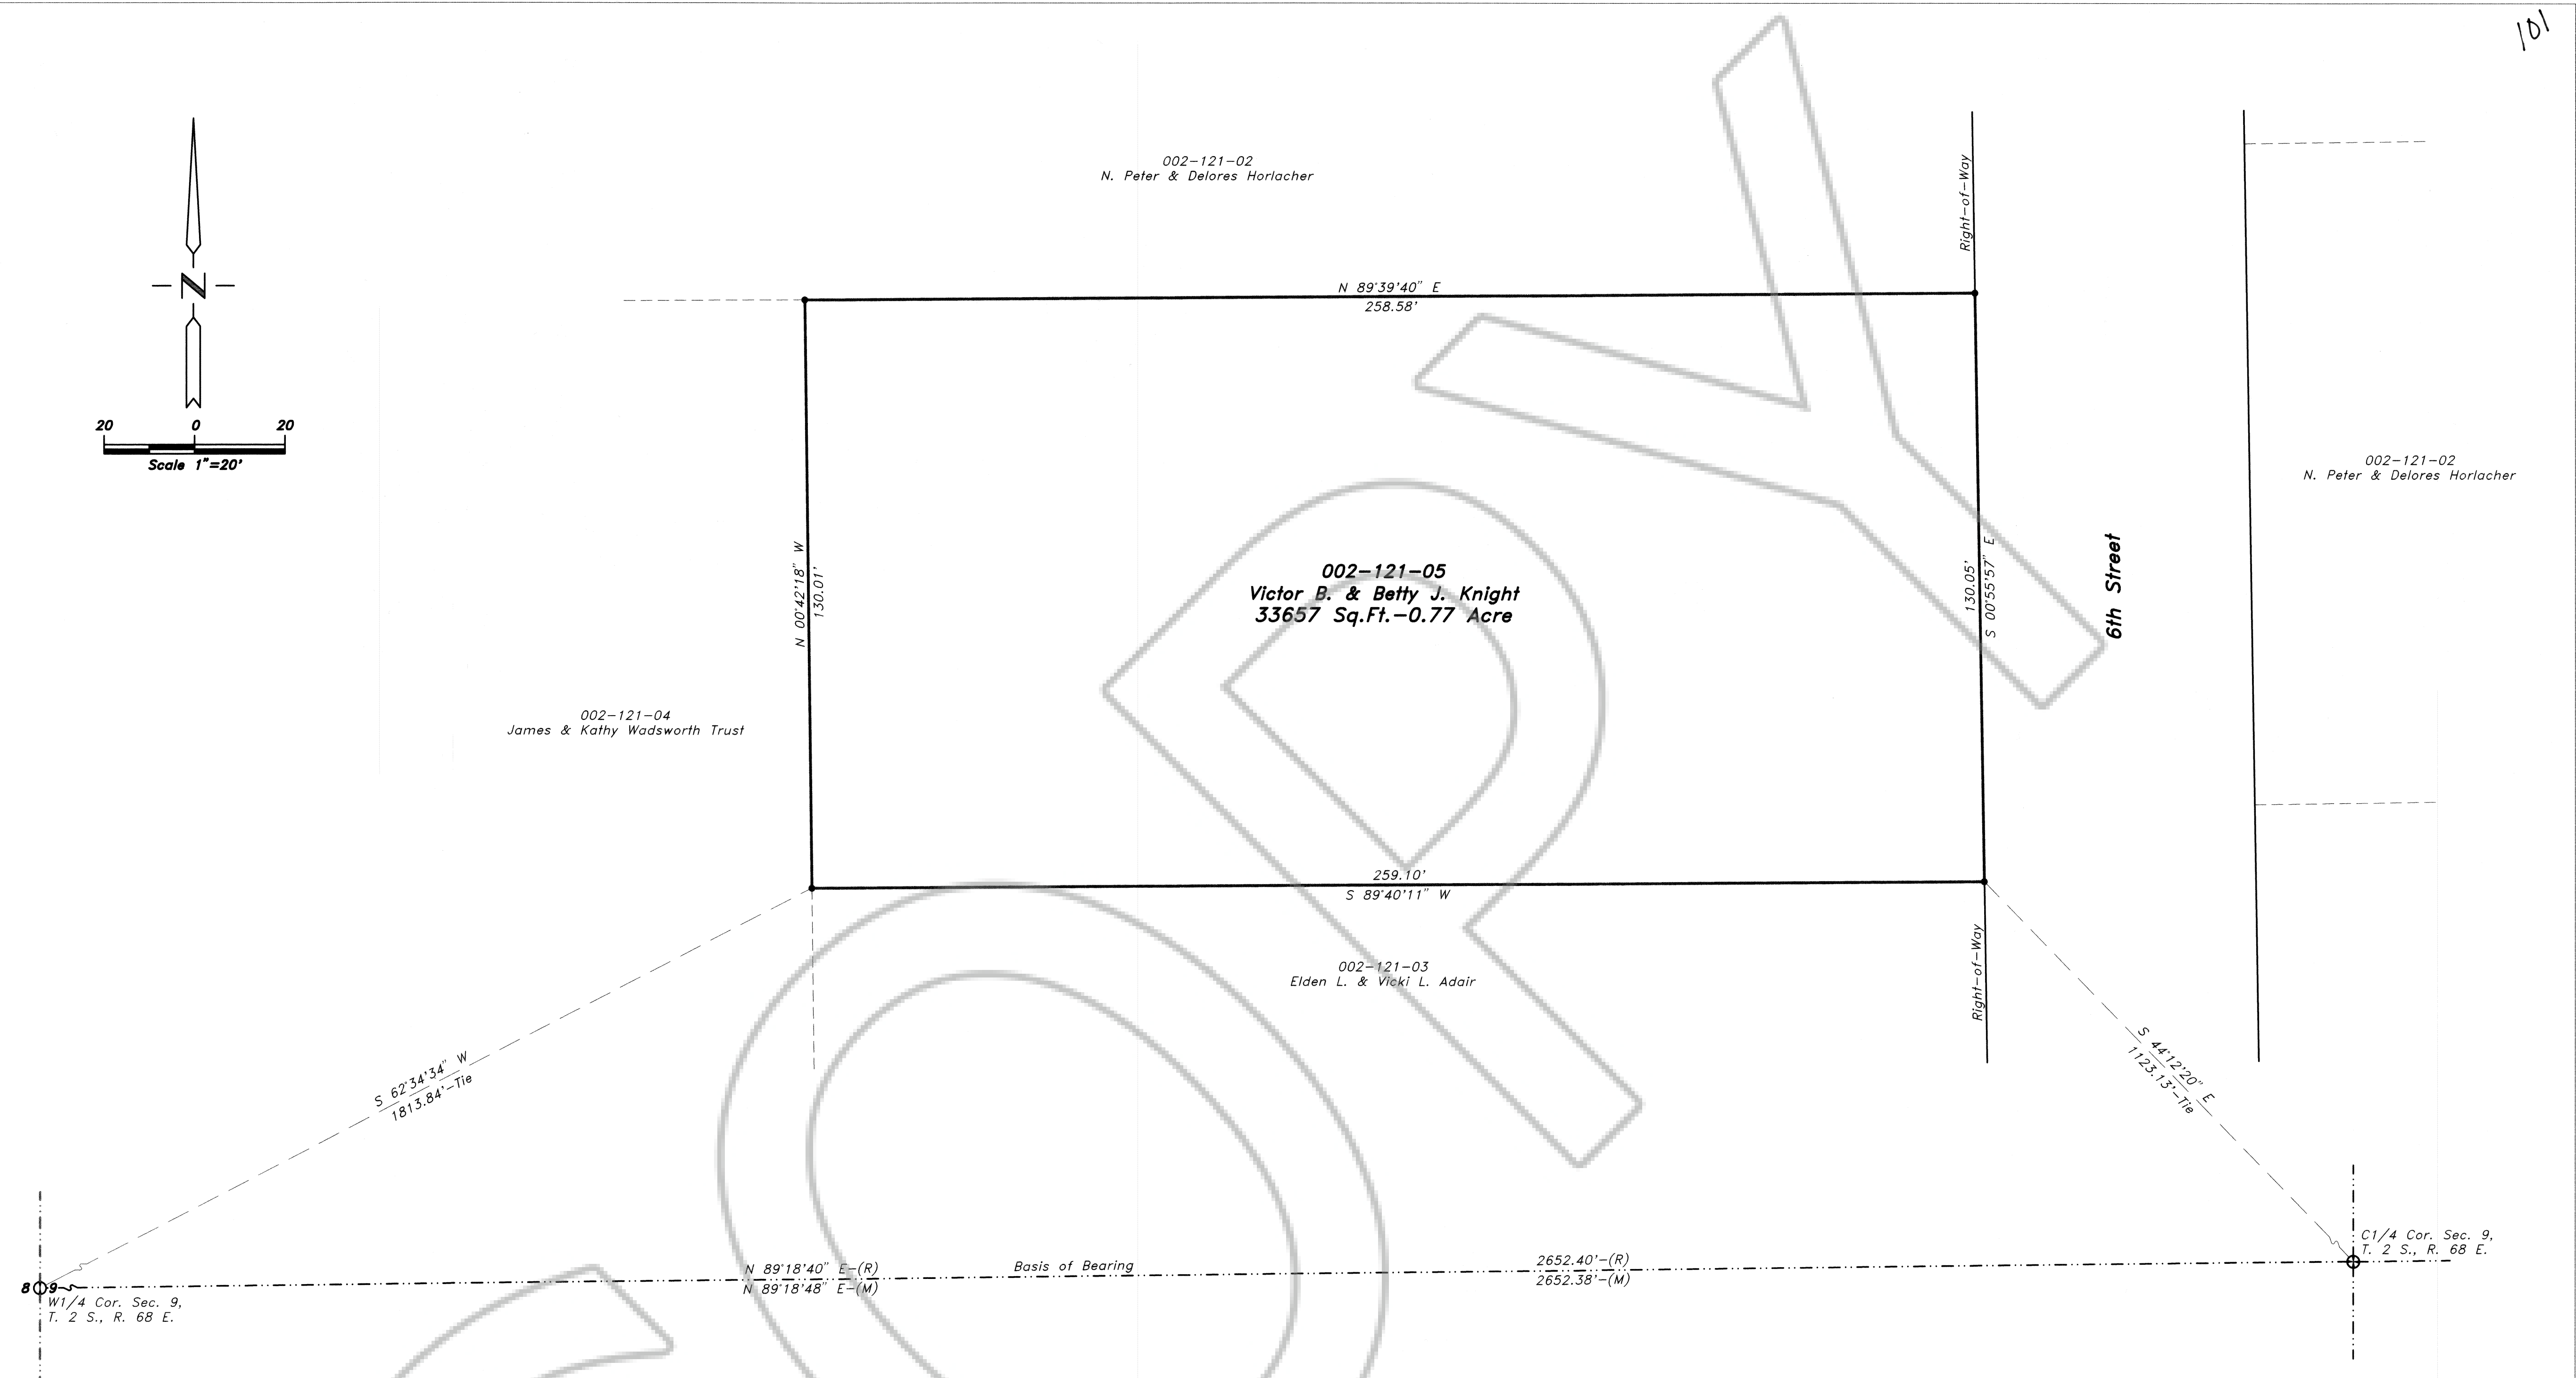 101
002-121-02
N. Peter & Delores Horlacher
Right-of-Way
N
N 89°39'40" E
258.58'
20 0 20
Scale 1"=20'
002-121-02
N. Peter & Delores Horlacher
N 00°42'18" W
130.01'
002-121-05
Victor B. & Betty J. Knight
33657 Sq.Ft.-0.77 Acre
130.05'
S 00°55'57" E
6th Street
002-121-04
James & Kathy Wadsworth Trust
259.10'
S 89°40'11" W
002-121-03
Elden L. & Vicki L. Adair
Right-of-Way
S 62°34'34" W
1813.84'-Tie
S 44°12'20" E
1123.13'-Tie
C1/4 Cor. Sec. 9,
T. 2 S., R. 68 E.
N 89°18'40" E-(R)
Basis of Bearing
2652.40'-(R)
N 89°18'48" E-(M)
2652.38'-(M)
8 9
W1/4 Cor. Sec. 9,
T. 2 S., R. 68 E.
COPY